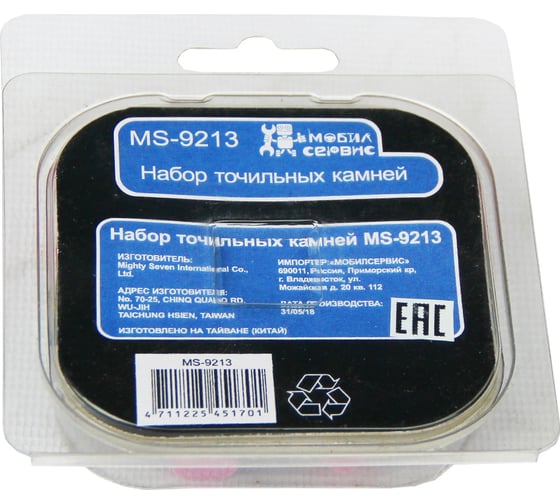 MS-9213
МОБИЛ
СЕРВИС
Набор точильных камней
Набор точильных камней MS-9213
ИЗГОТОВИТЕЛЬ:
Mighty Seven International Co.,
Ltd.
АДРЕС ИЗГОТОВИТЕЛЯ:
No. 70-25, CHING QUANG RD.
WU-JIH
TAICHUNG HSIEN, TAIWAN
ИЗГОТОВЛЕНО НА ТАЙВАНЕ (КИТАЙ)
ИМПОРТЕР:«МОБИЛСЕРВИС»
690011, Россия, Приморский кр,
г. Владивосток, ул.
Можайская д. 20 кв. 112
ДАТА ПРОИЗВОДСТВА:
31/05/18
EAC
MS-9213
4 711225 451701